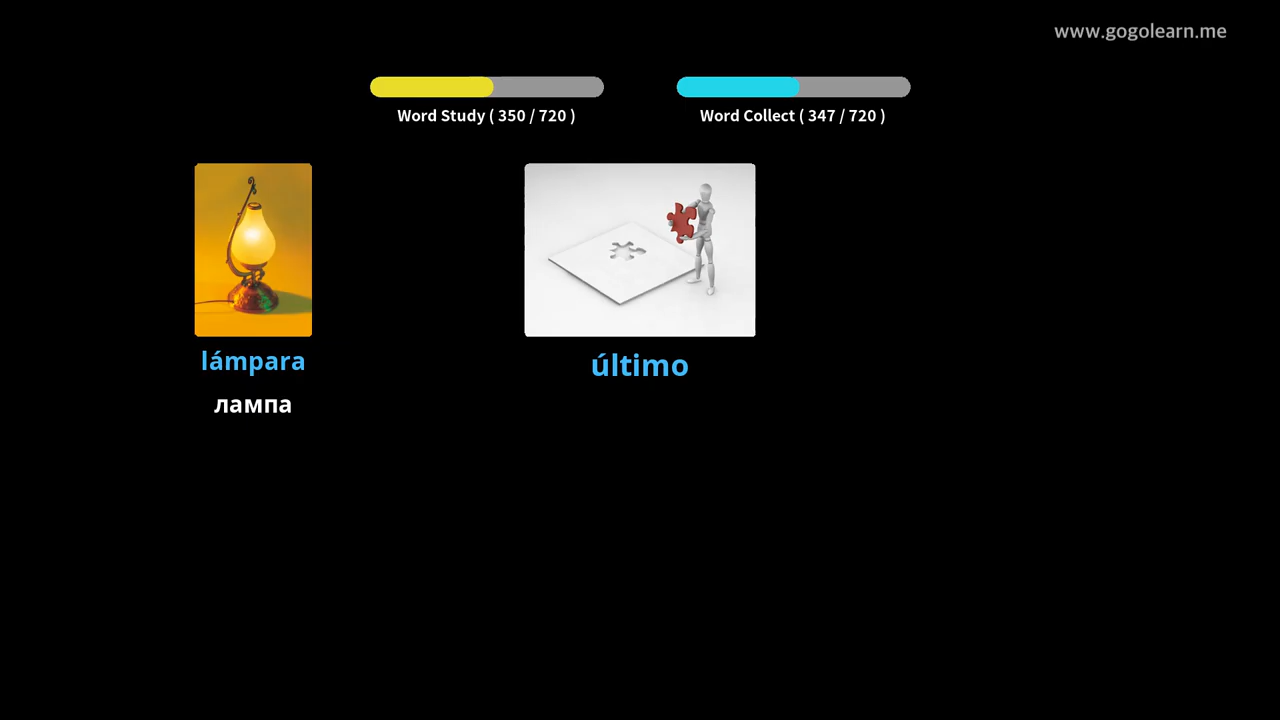 www.gogolearn.me
Word Study ( 350 / 720 )
Word Collect ( 347 / 720 )
lámpara
лампа
último